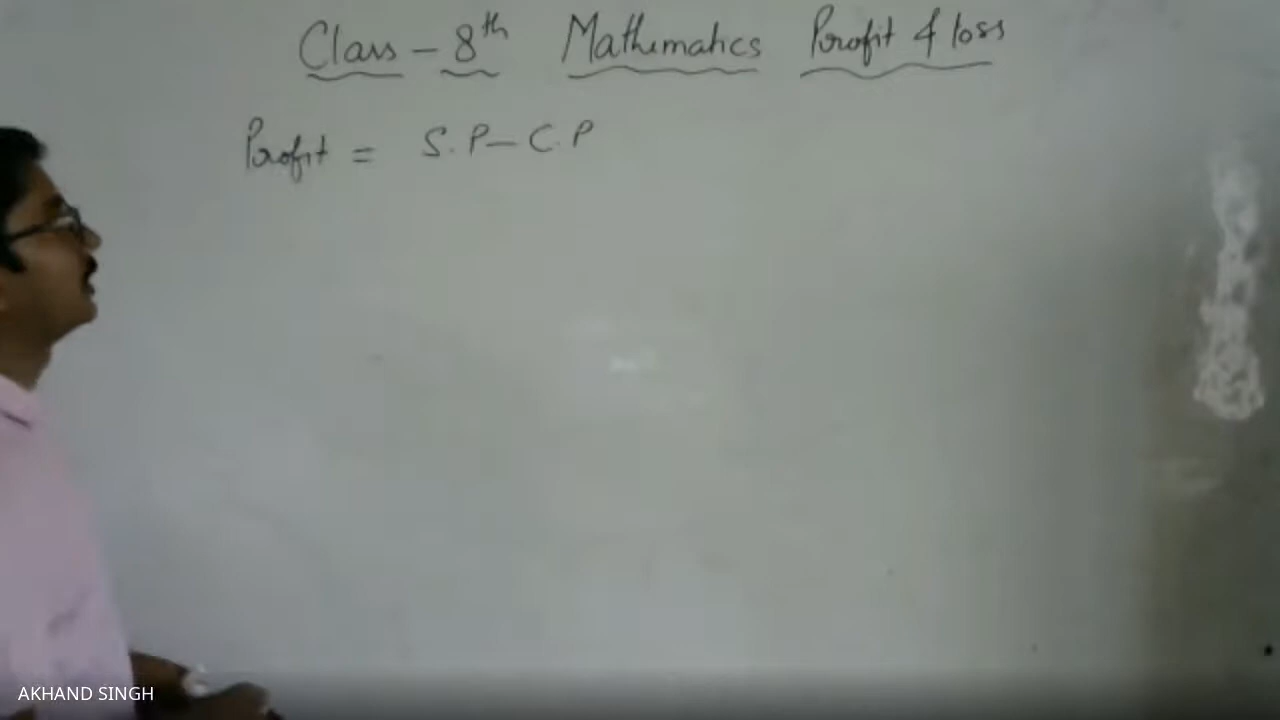 Class - 8th Mathematics Profit & loss
Profit = S.P - C.P
AKHAND SINGH